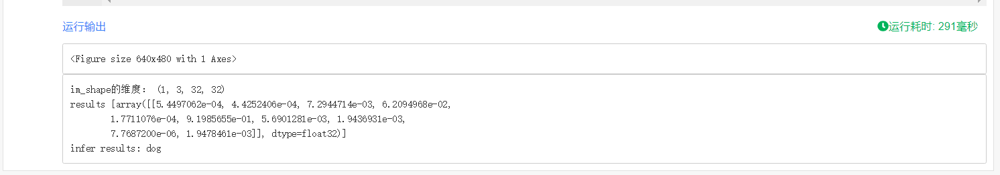 运行输出
运行耗时: 291毫秒
<Figure size 640x480 with 1 Axes>
im_shape的维度: (1, 3, 32, 32)
results [array([[5.4497062e-04, 4.4252406e-04, 7.2944714e-03, 6.2094968e-02,
1.7711076e-04, 9.1985655e-01, 5.6901281e-03, 1.9436931e-03,
7.7687200e-06, 1.9478461e-03]], dtype=float32)]
infer results: dog